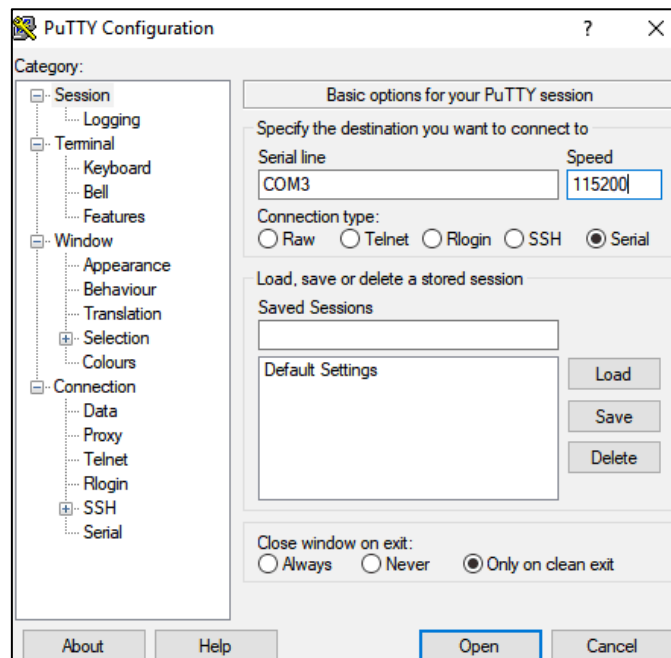 PuTTY Configuration
?
Category:
Session
Logging
Terminal
Keyboard
Bell
Features
Window
Appearance
Behaviour
Translation
Selection
Colours
Connection
Data
Proxy
Telnet
Rlogin
SSH
Serial
Basic options for your PuTTY session
Specify the destination you want to connect to
Serial line Speed
COM3 115200
Connection type:
Raw Telnet Rlogin SSH Serial
Load, save or delete a stored session
Saved Sessions
Default Settings
Load
Save
Delete
Close window on exit:
Always Never Only on clean exit
About Help Open Cancel